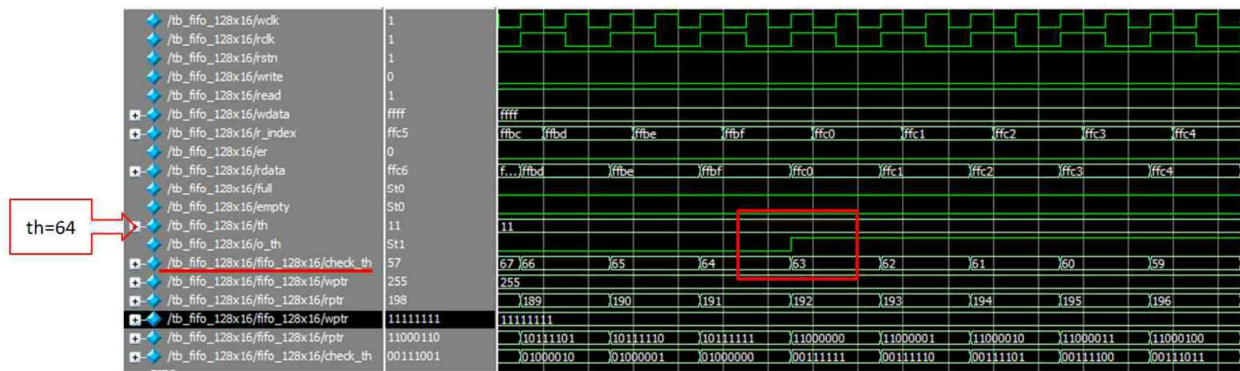 /tb_fifo_128x16/wclk 1
/tb_fifo_128x16/rclk 1
/tb_fifo_128x16/rstn 1
/tb_fifo_128x16/write 0
/tb_fifo_128x16/read 1
/tb_fifo_128x16/wdata ffff ffff
/tb_fifo_128x16/r_index ffc5 ffbc ffbd ffbe ffbf ffc0 ffc1 ffc2 ffc3 ffc4
/tb_fifo_128x16/er 0
/tb_fifo_128x16/rdata ffc6 f... ffbd ffbe ffbf ffc0 ffc1 ffc2 ffc3 ffc4
/tb_fifo_128x16/full St0
/tb_fifo_128x16/empty St0
th=64 /tb_fifo_128x16/th 11 11
/tb_fifo_128x16/o_th St1
/tb_fifo_128x16/fifo_128x16/check_th 57 67 66 65 64 63 62 61 60 59
/tb_fifo_128x16/fifo_128x16/wptr 255 255
/tb_fifo_128x16/fifo_128x16/rptr 198 189 190 191 192 193 194 195 196
/tb_fifo_128x16/fifo_128x16/wptr 11111111 11111111
/tb_fifo_128x16/fifo_128x16/rptr 11000110 10111101 10111110 10111111 11000000 11000001 11000010 11000011 11000100
/tb_fifo_128x16/fifo_128x16/check_th 00111001 01000010 01000001 01000000 00111111 00111110 00111101 00111100 00111011